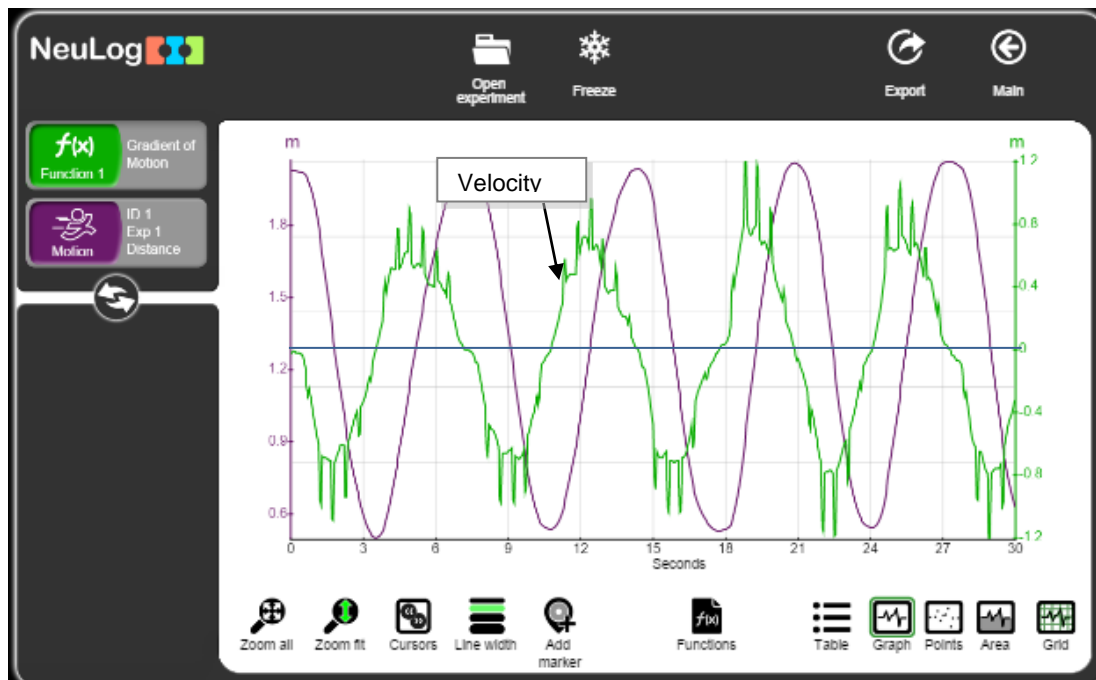 NeuLog
Open
experiment
Freeze
Export
Main
f(x)
Function 1
Gradient of
Motion
Motion
ID 1
Exp 1
Distance
m
m
Velocity
1.8
1.5
1.2
0.9
0.6
1.2
0.8
0.4
0
-0.4
-0.8
-1.2
0 3 6 9 12 15 18 21 24 27 30
Seconds
Zoom all
Zoom fit
Cursors
Line width
Add
marker
f(x)
Functions
Table
Graph
Points
Area
Grid